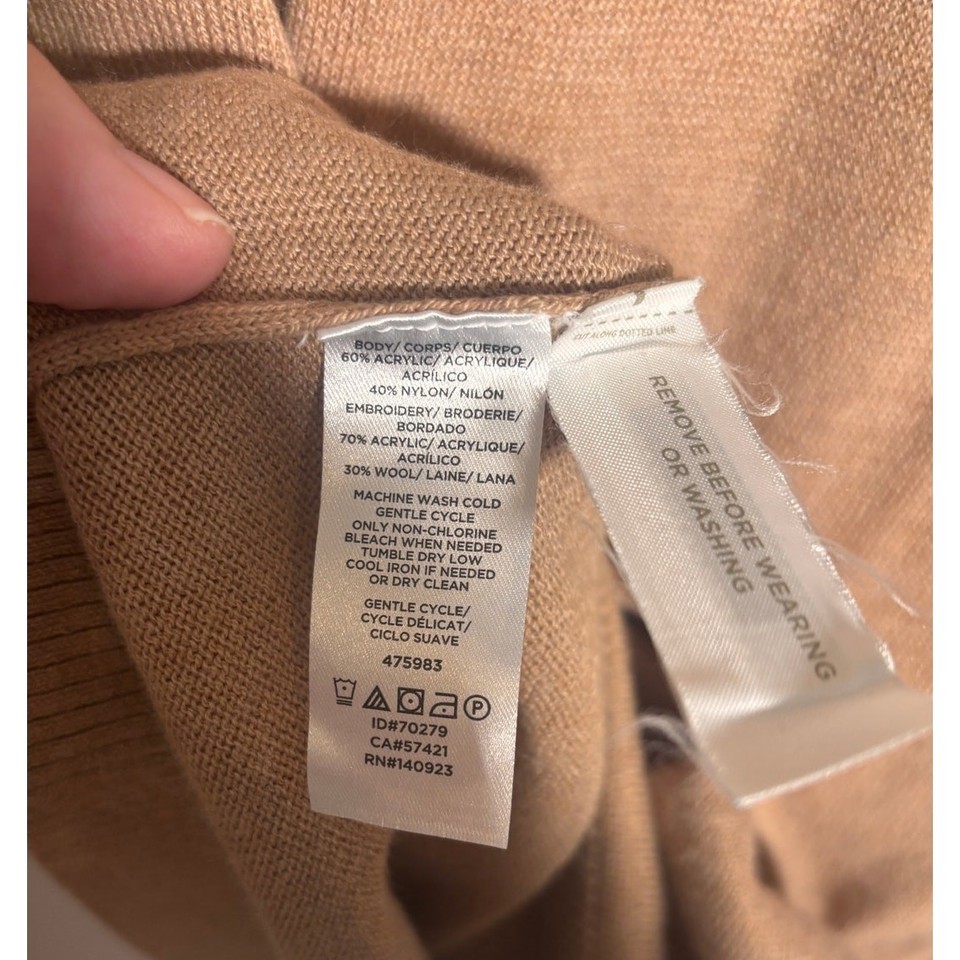 BODY/ CORPS/ CUERPO
60% ACRYLIC/ ACRYLIQUE/
ACRÍLICO
40% NYLON/ NILÓN
EMBROIDERY/ BRODERIE/
BORDADO
70% ACRYLIC/ ACRYLIQUE/
ACRÍLICO
30% WOOL/ LAINE/ LANA
MACHINE WASH COLD
GENTLE CYCLE
ONLY NON-CHLORINE
BLEACH WHEN NEEDED
TUMBLE DRY LOW
COOL IRON IF NEEDED
OR DRY CLEAN
GENTLE CYCLE/
CYCLE DÉLICAT/
CICLO SUAVE
475983
P
ID#70279
CA#57421
RN#140923
CUT ALONG DOTTED LINE
REMOVE BEFORE WEARING
OR WASHING